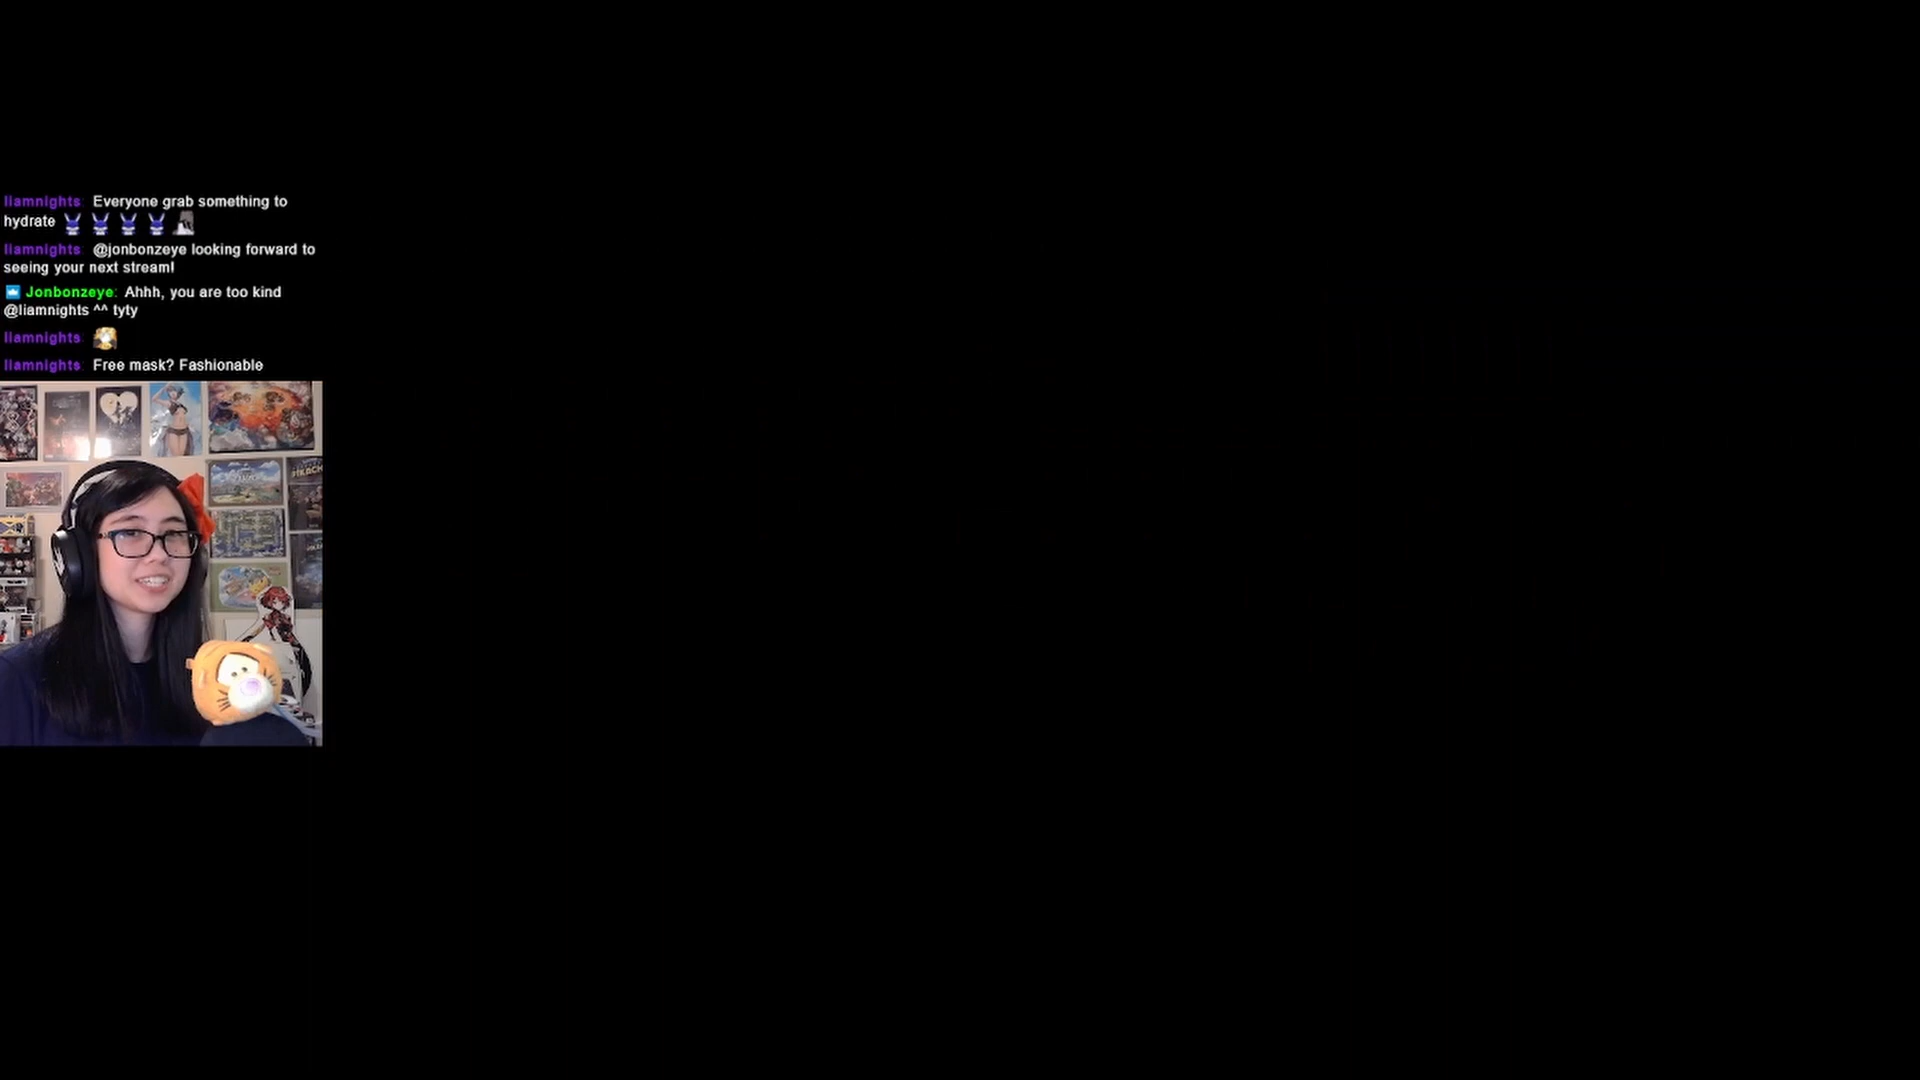 liamnights: Everyone grab something to
hydrate
liamnights: @jonbonzeye looking forward to
seeing your next stream!
Jonbonzeye: Ahhh, you are too kind
@liamnights ^^ tyty
liamnights:
liamnights: Free mask? Fashionable